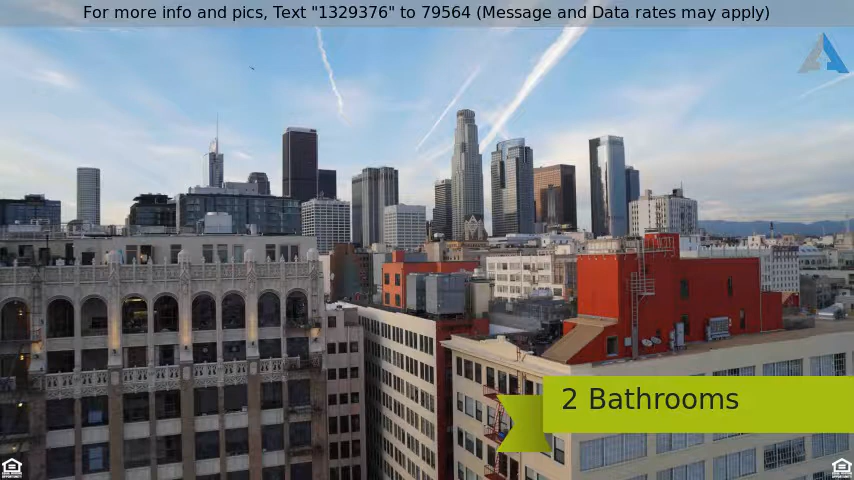 For more info and pics, Text "1329376" to 79564 (Message and Data rates may apply)
2 Bathrooms